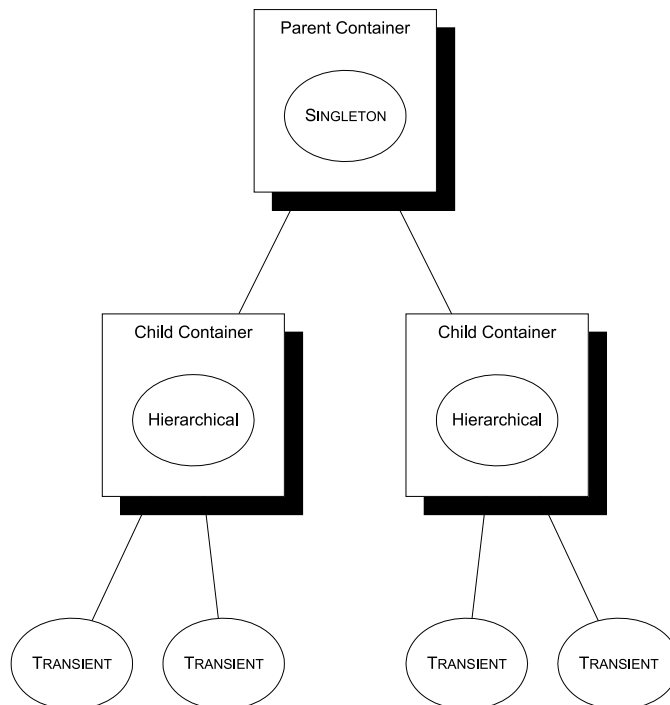 Parent Container
SINGLETON
Child Container
Child Container
Hierarchical
Hierarchical
TRANSIENT
TRANSIENT
TRANSIENT
TRANSIENT